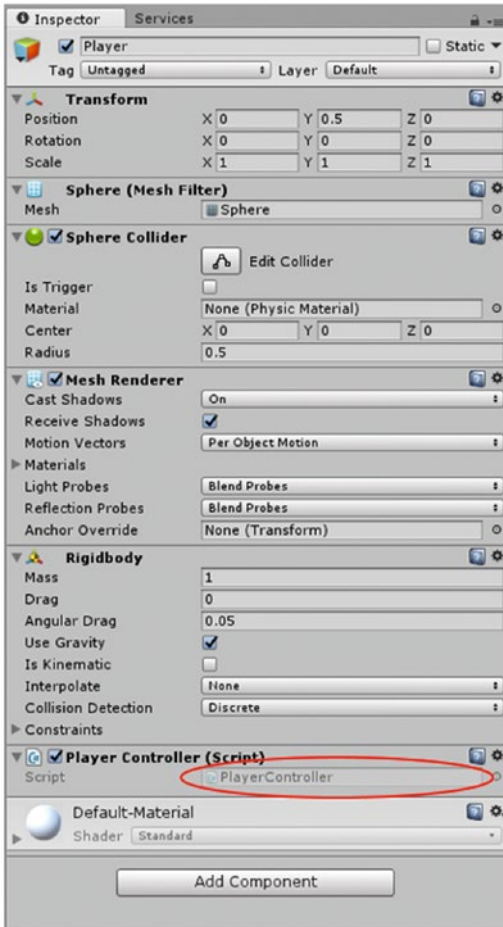 Inspector Services
Player Static
Tag Untagged Layer Default
Transform
Position X 0 Y 0.5 Z 0
Rotation X 0 Y 0 Z 0
Scale X 1 Y 1 Z 1
Sphere (Mesh Filter)
Mesh Sphere
Sphere Collider
Edit Collider
Is Trigger
Material None (Physic Material)
Center X 0 Y 0 Z 0
Radius 0.5
Mesh Renderer
Cast Shadows On
Receive Shadows
Motion Vectors Per Object Motion
Materials
Light Probes Blend Probes
Reflection Probes Blend Probes
Anchor Override None (Transform)
Rigidbody
Mass 1
Drag 0
Angular Drag 0.05
Use Gravity
Is Kinematic
Interpolate None
Collision Detection Discrete
Constraints
Player Controller (Script)
Script PlayerController
Default-Material
Shader Standard
Add Component